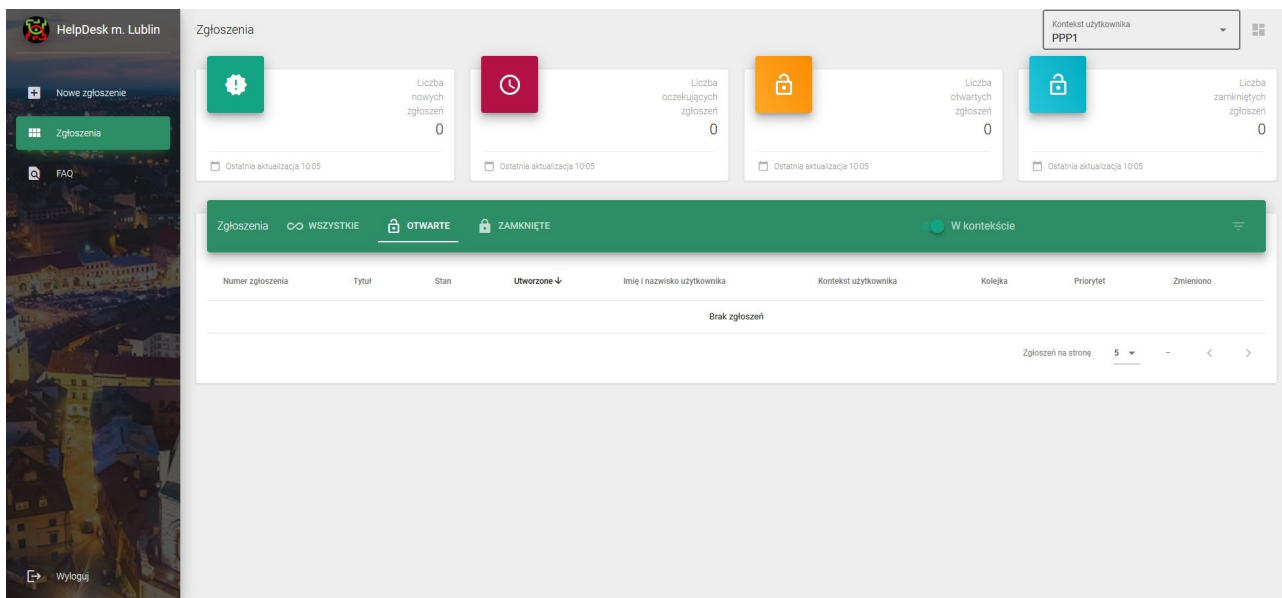 HelpDesk m. Lublin
Nowe zgłoszenie
Zgłoszenia
FAQ
Wyloguj
Zgłoszenia
Kontekst użytkownika
PPP1
Liczba
nowych
zgłoszeń
0
Ostatnia aktualizacja 10:05
Liczba
oczekujących
zgłoszeń
0
Ostatnia aktualizacja 10:05
Liczba
otwartych
zgłoszeń
0
Ostatnia aktualizacja 10:05
Liczba
zamkniętych
zgłoszeń
0
Ostatnia aktualizacja 10:05
Zgłoszenia WSZYSTKIE OTWARTE ZAMKNIĘTE W kontekście
Numer zgłoszenia Tytuł Stan Utworzone Imię i nazwisko użytkownika Kontekst użytkownika Kolejka Priorytet Zmieniono
Brak zgłoszeń
Zgłoszeń na stronę 5 –